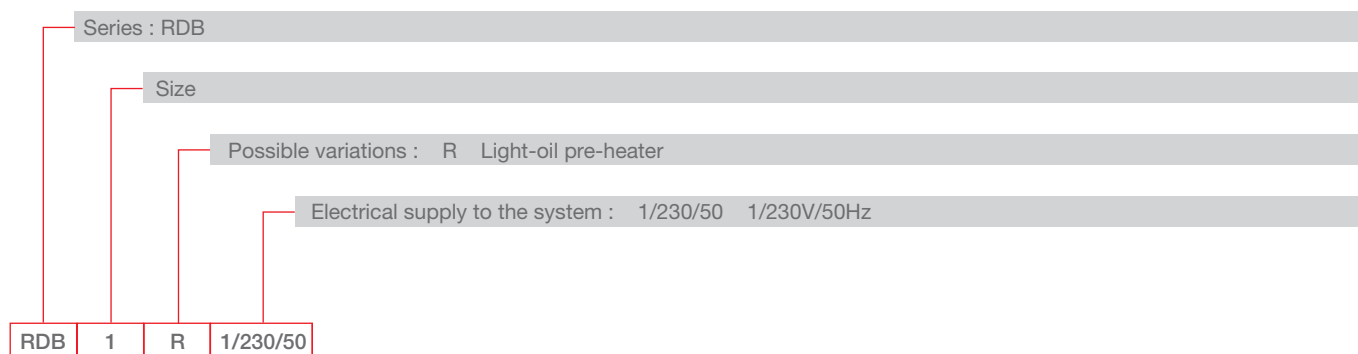 Series : RDB
Size
Possible variations : R Light-oil pre-heater
Electrical supply to the system : 1/230/50 1/230V/50Hz
RDB 1 R 1/230/50